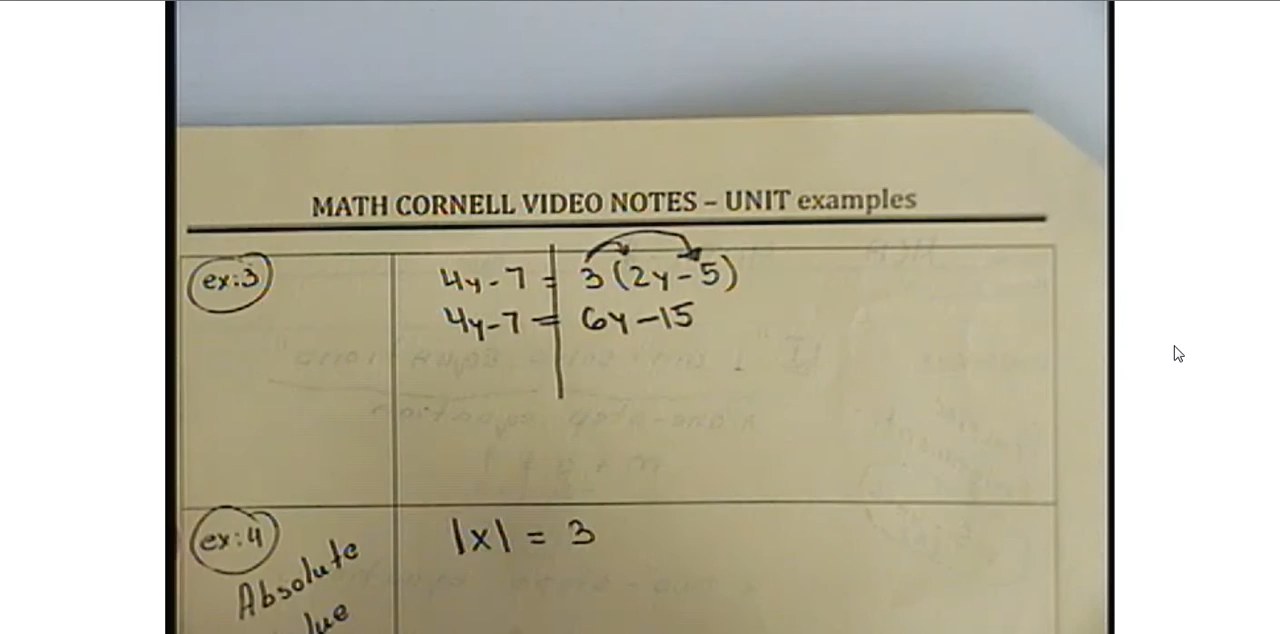 MATH CORNELL VIDEO NOTES – UNIT examples
ex:3
4y-7 = 3(2y-5)
4y-7 = 6y-15
ex:4
|x| = 3
Absolute